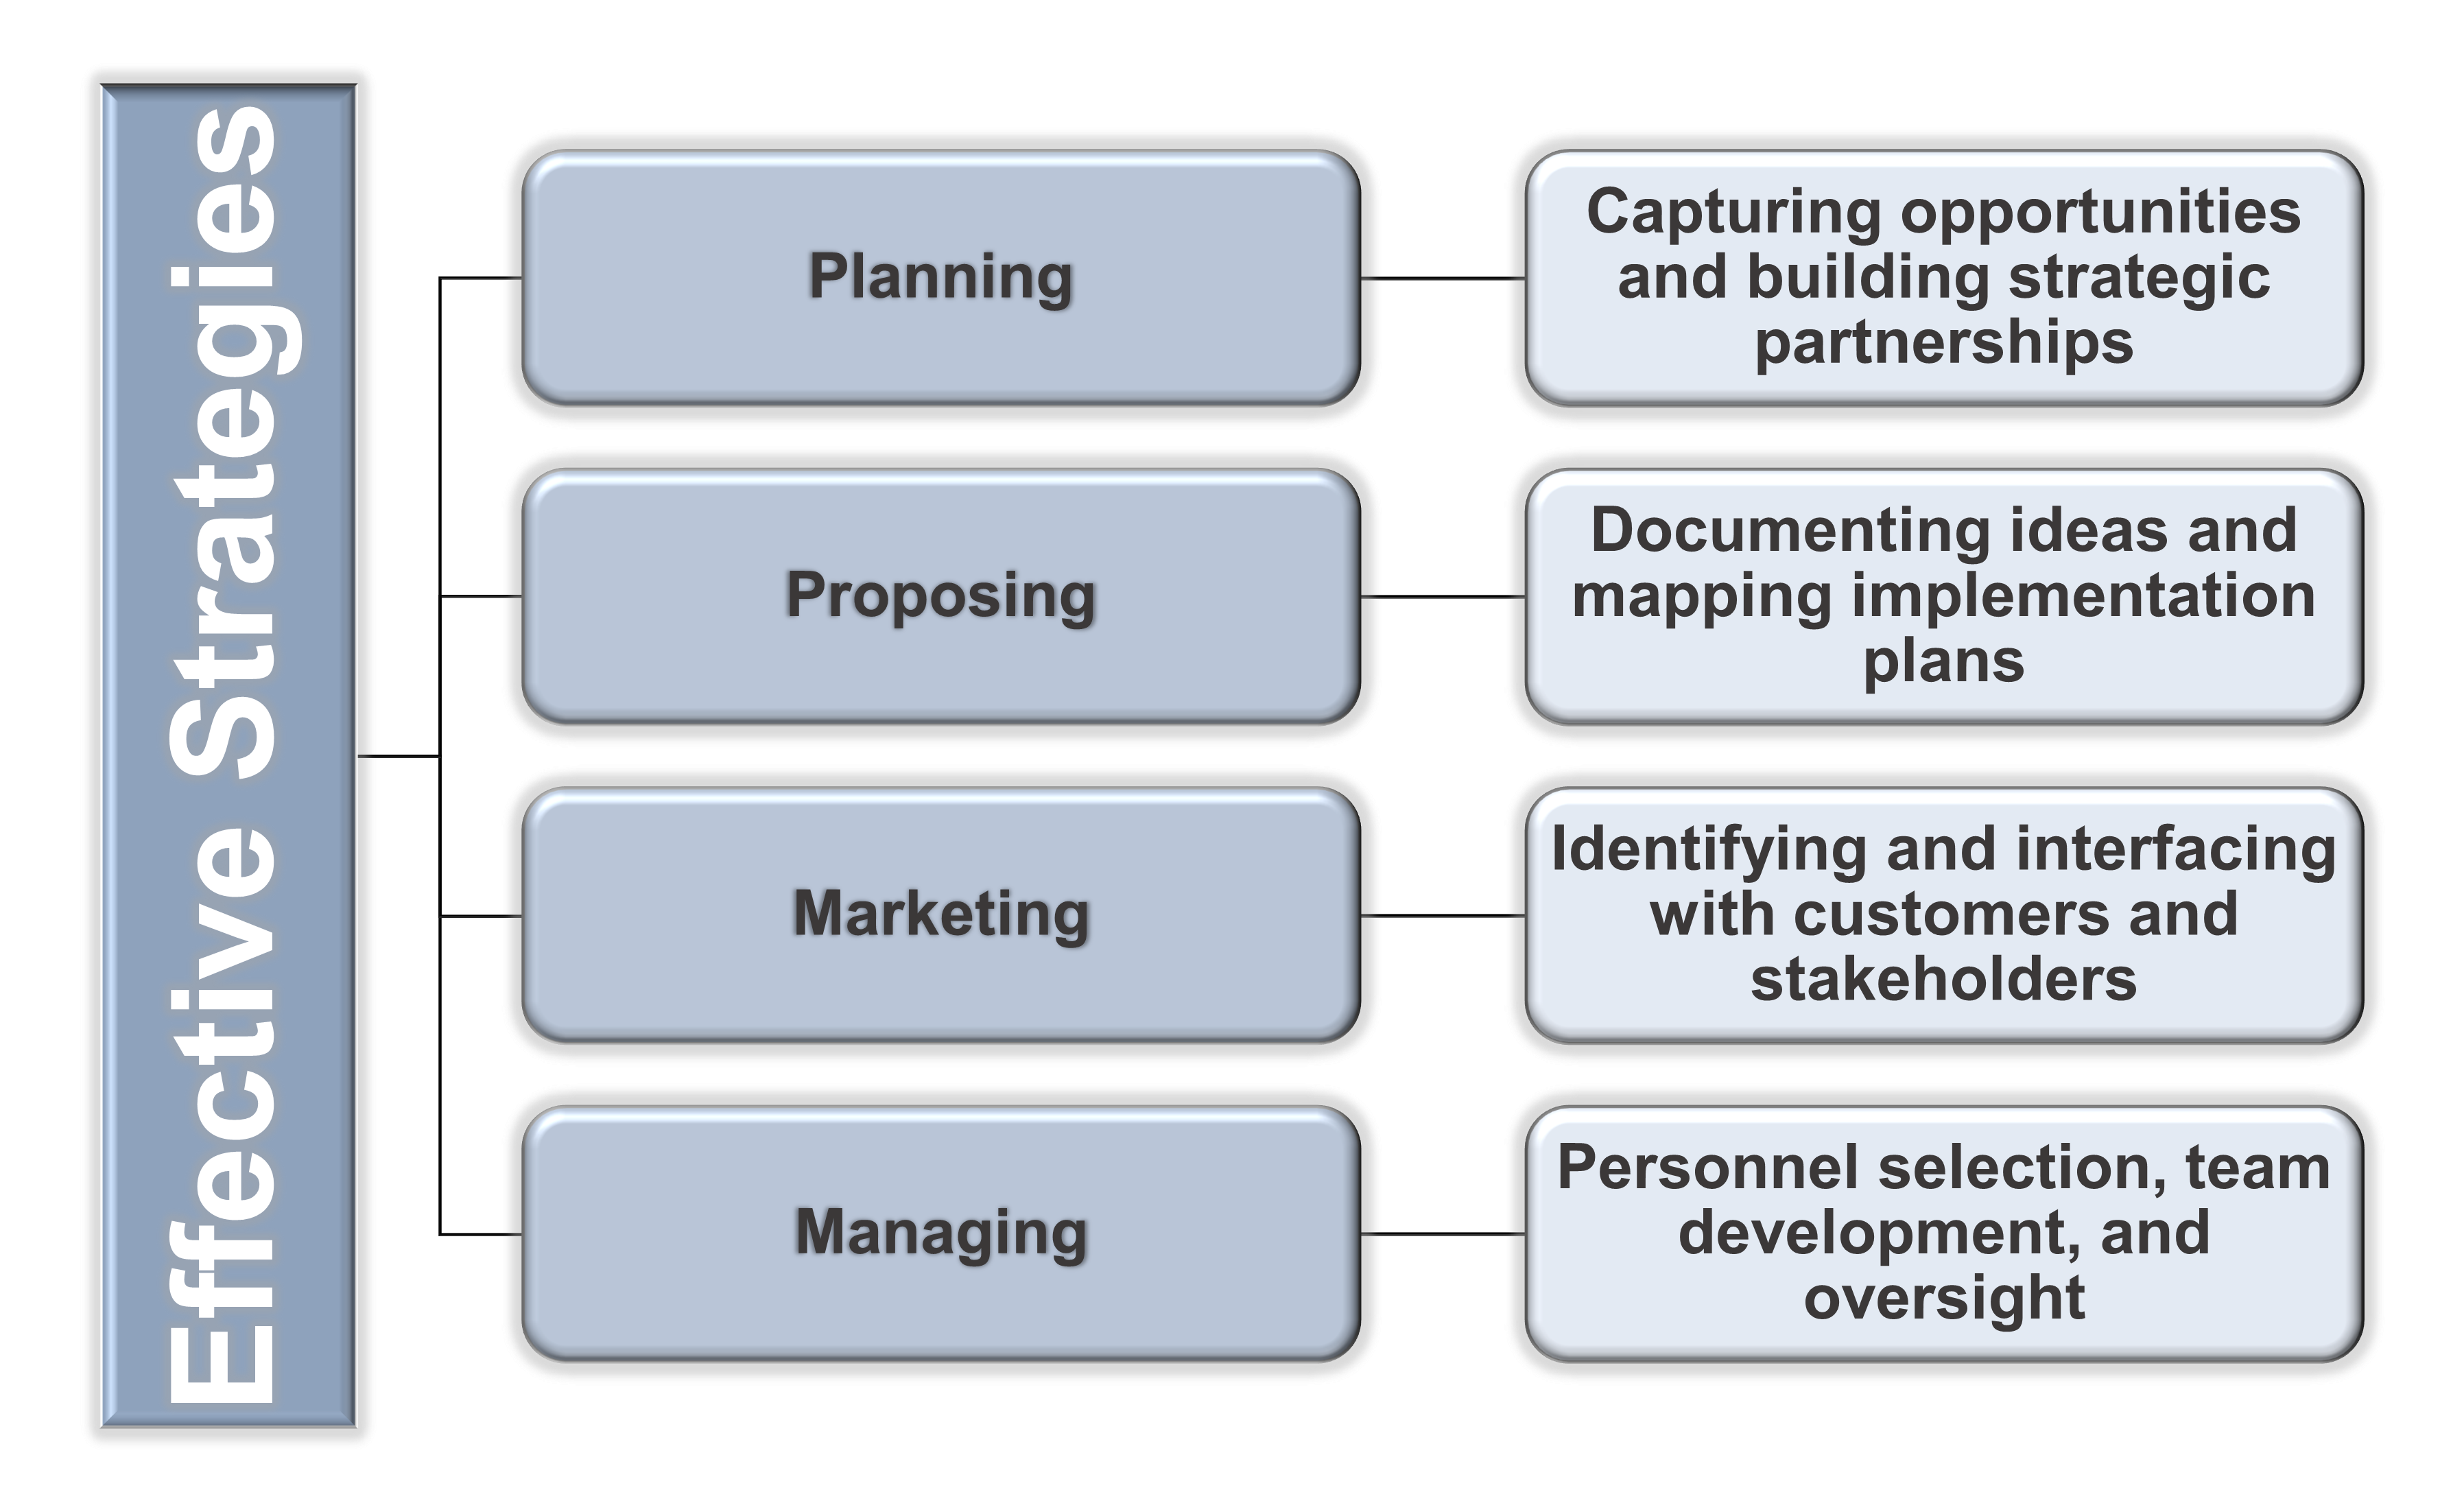 Effective Strategies
Planning
Capturing opportunities
and building strategic
partnerships
Proposing
Documenting ideas and
mapping implementation
plans
Marketing
Identifying and interfacing
with customers and
stakeholders
Managing
Personnel selection, team
development, and
oversight